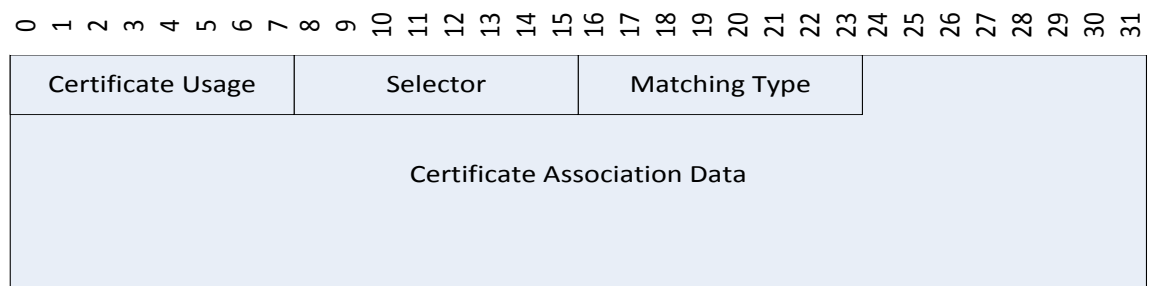 0 1 2 3 4 5 6 7 8 9 10 11 12 13 14 15 16 17 18 19 20 21 22 23 24 25 26 27 28 29 30 31
Certificate Usage Selector Matching Type
Certificate Association Data